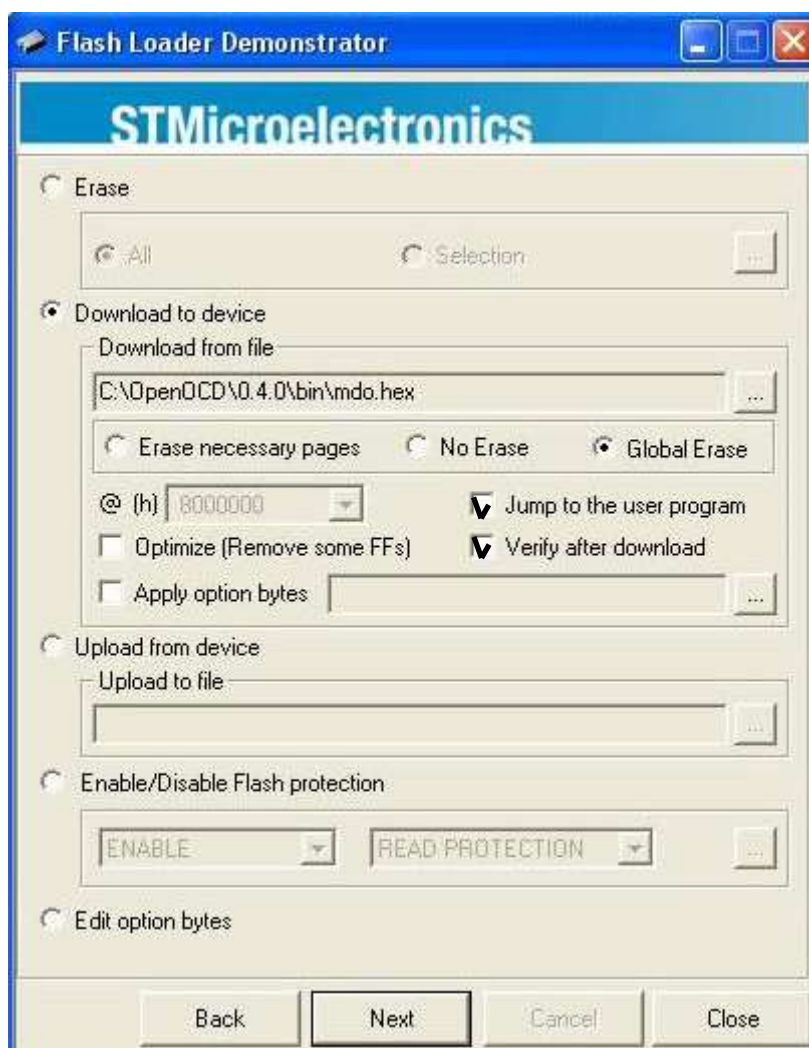 Flash Loader Demonstrator
STMicroelectronics
Erase
All Selection ...
Download to device
Download from file
C:\OpenOCD\0.4.0\bin\mdo.hex ...
Erase necessary pages No Erase Global Erase
@ (h) 8000000 Jump to the user program
Optimize (Remove some FFs) Verify after download
Apply option bytes ...
Upload from device
Upload to file
...
Enable/Disable Flash protection
ENABLE READ PROTECTION ...
Edit option bytes
Back Next Cancel Close